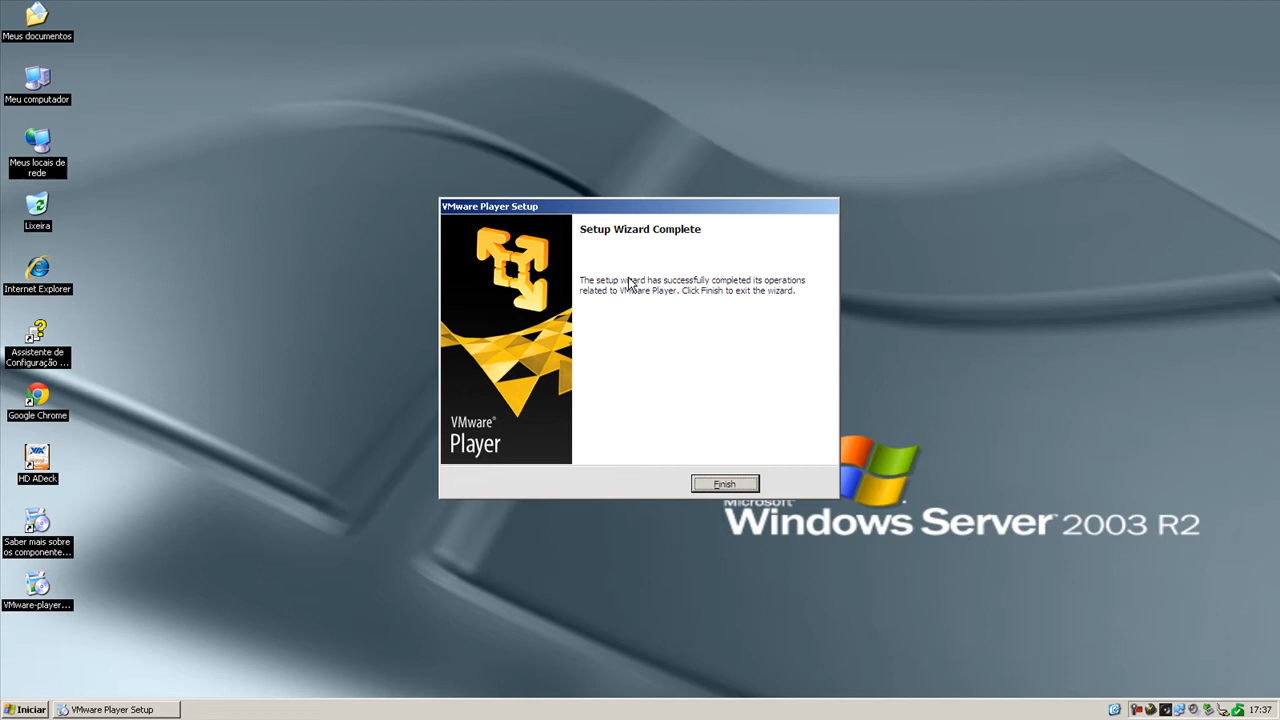 Meus documentos
Meu computador
Meus locais de
rede
Lixeira
Internet Explorer
Assistente de
Configuração ...
Google Chrome
VIA
HD ADeck
Saber mais sobre
os componente...
VMware-player...
VMware Player Setup
Setup Wizard Complete
The setup wizard has successfully completed its operations
related to VMware Player. Click Finish to exit the wizard.
VMware®
Player
Finish
Microsoft
Windows Server 2003 R2
Iniciar
VMware Player Setup
17:37